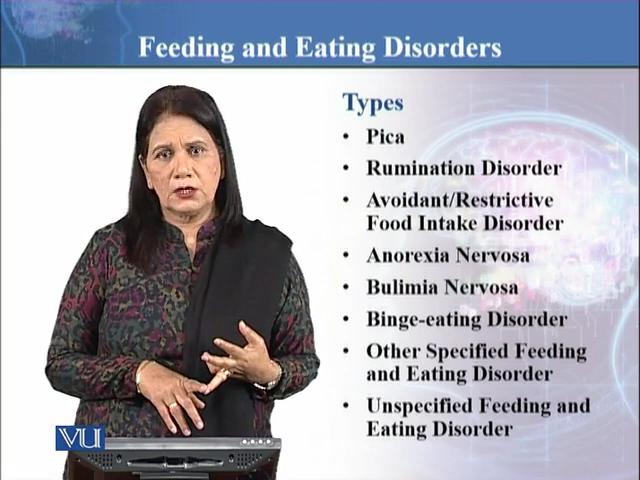 Feeding and Eating Disorders
Types
• Pica
• Rumination Disorder
• Avoidant/Restrictive
Food Intake Disorder
• Anorexia Nervosa
• Bulimia Nervosa
• Binge-eating Disorder
• Other Specified Feeding
and Eating Disorder
• Unspecified Feeding and
Eating Disorder
VU